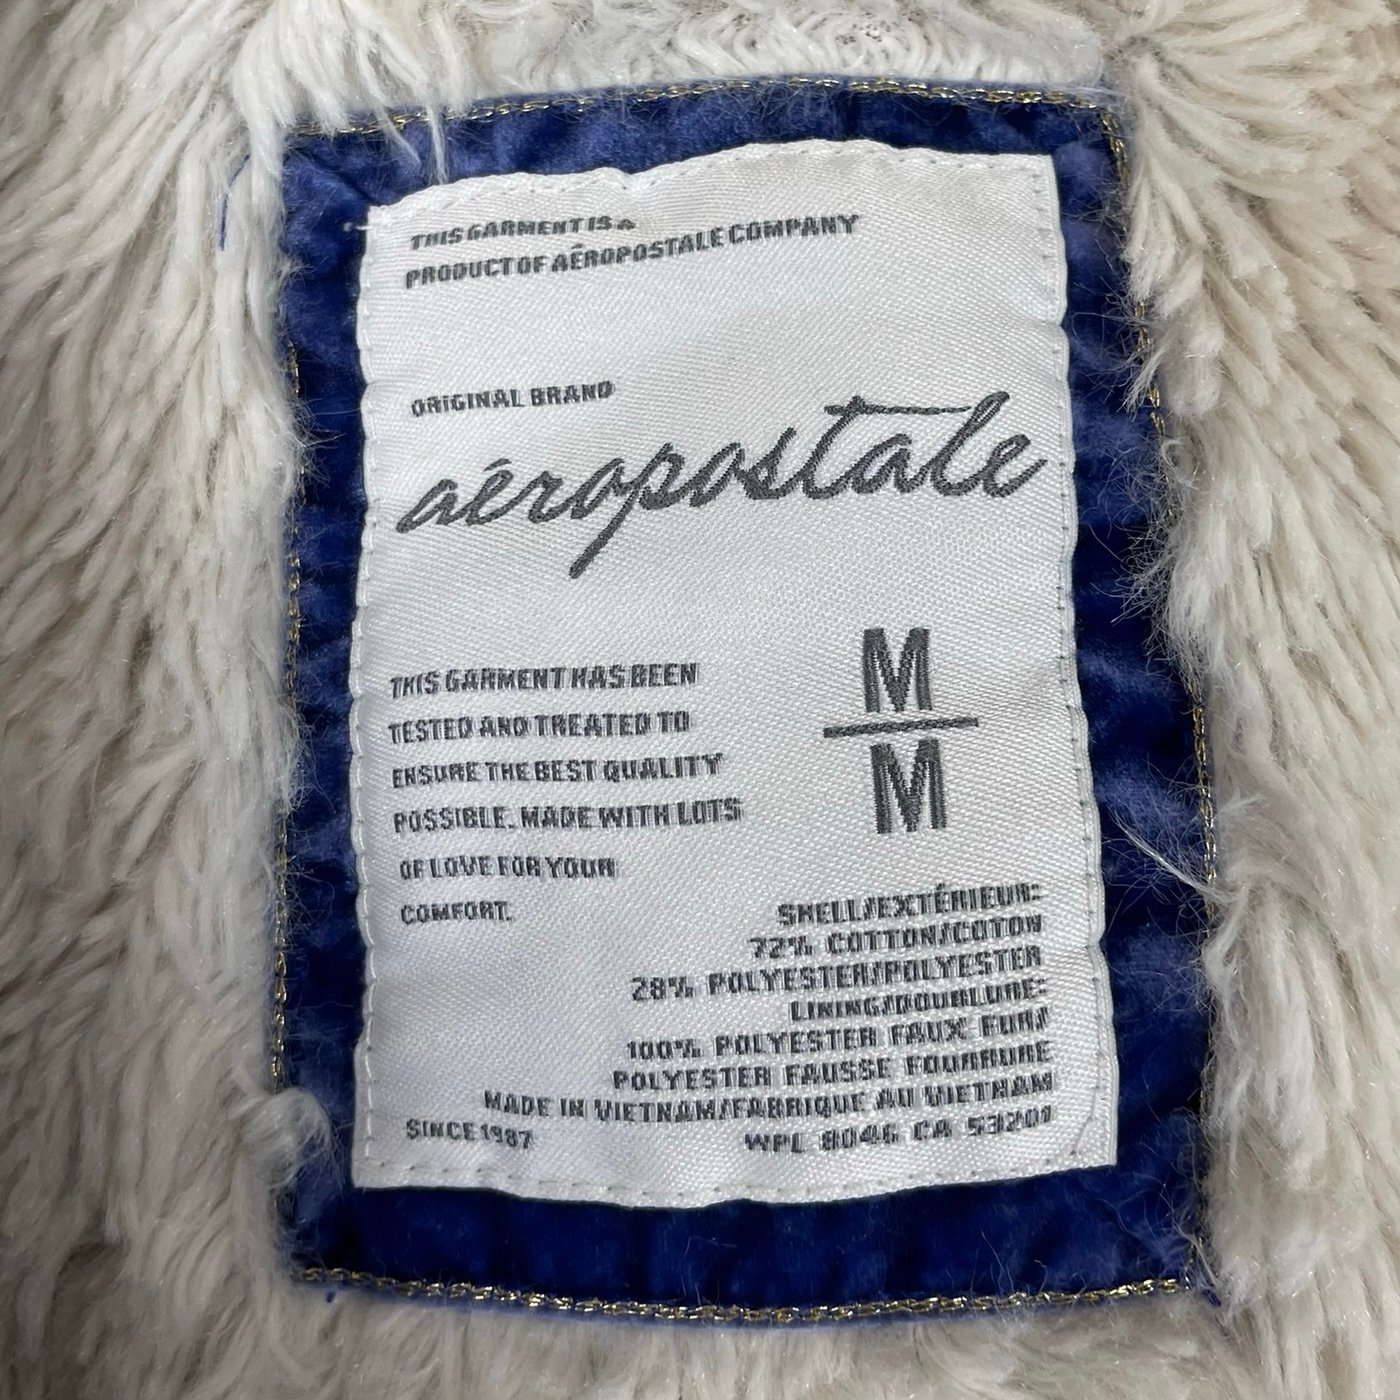 THIS GARMENT IS A
PRODUCT OF AÉROPOSTALE COMPANY
ORIGINAL BRAND
aéropostale
M
M
THIS GARMENT HAS BEEN
TESTED AND TREATED TO
ENSURE THE BEST QUALITY
POSSIBLE. MADE WITH LOTS
OF LOVE FOR YOUR
COMFORT.
SHELL/EXTÉRIEUR:
72% COTTON/COTON
28% POLYESTER/POLYESTER
LINING/DOUBLURE:
100% POLYESTER FAUX FUR/
POLYESTER FAUSSE FOURRURE
MADE IN VIETNAM/FABRIQUE AU VIETNAM
SINCE 1987
WPL 8046 CA 53201